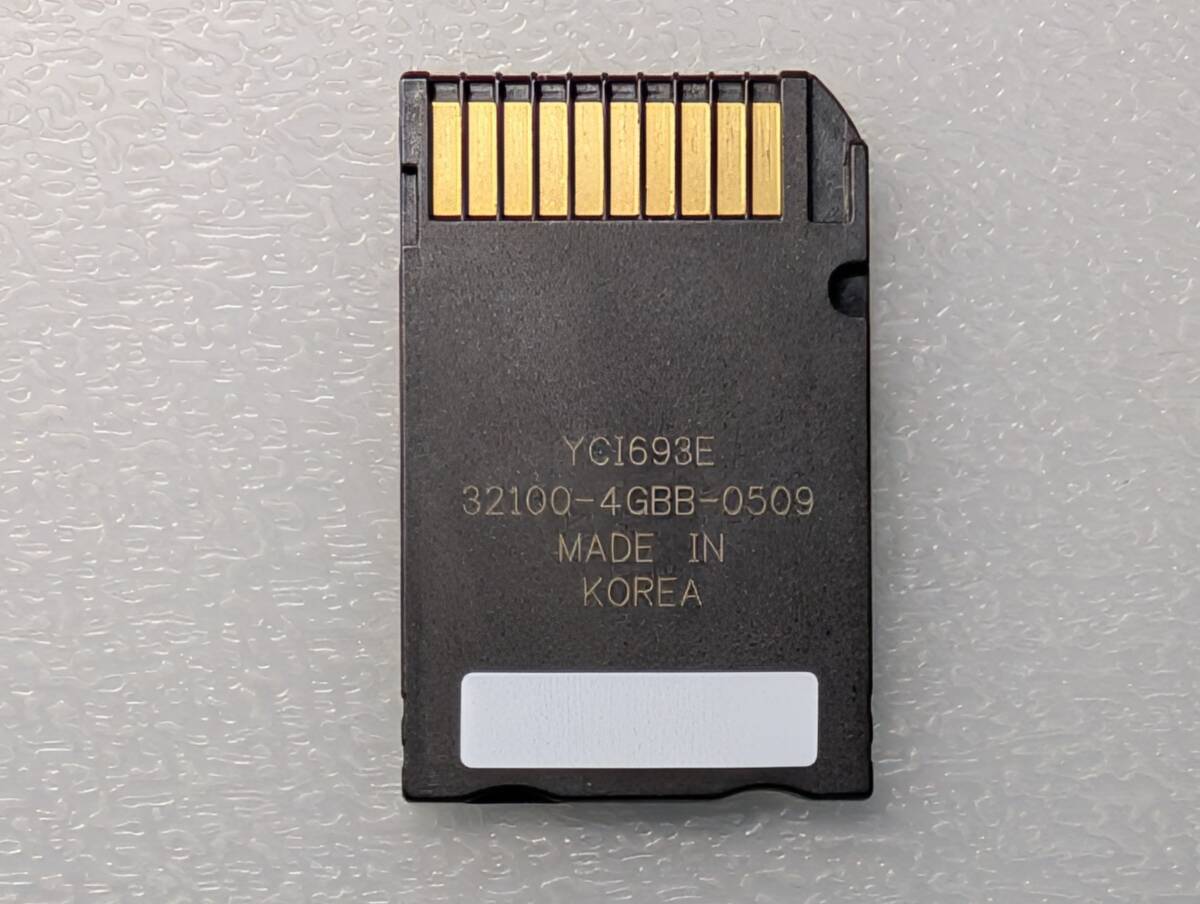 YCI693E
32100-4GBB-0509
MADE IN
KOREA